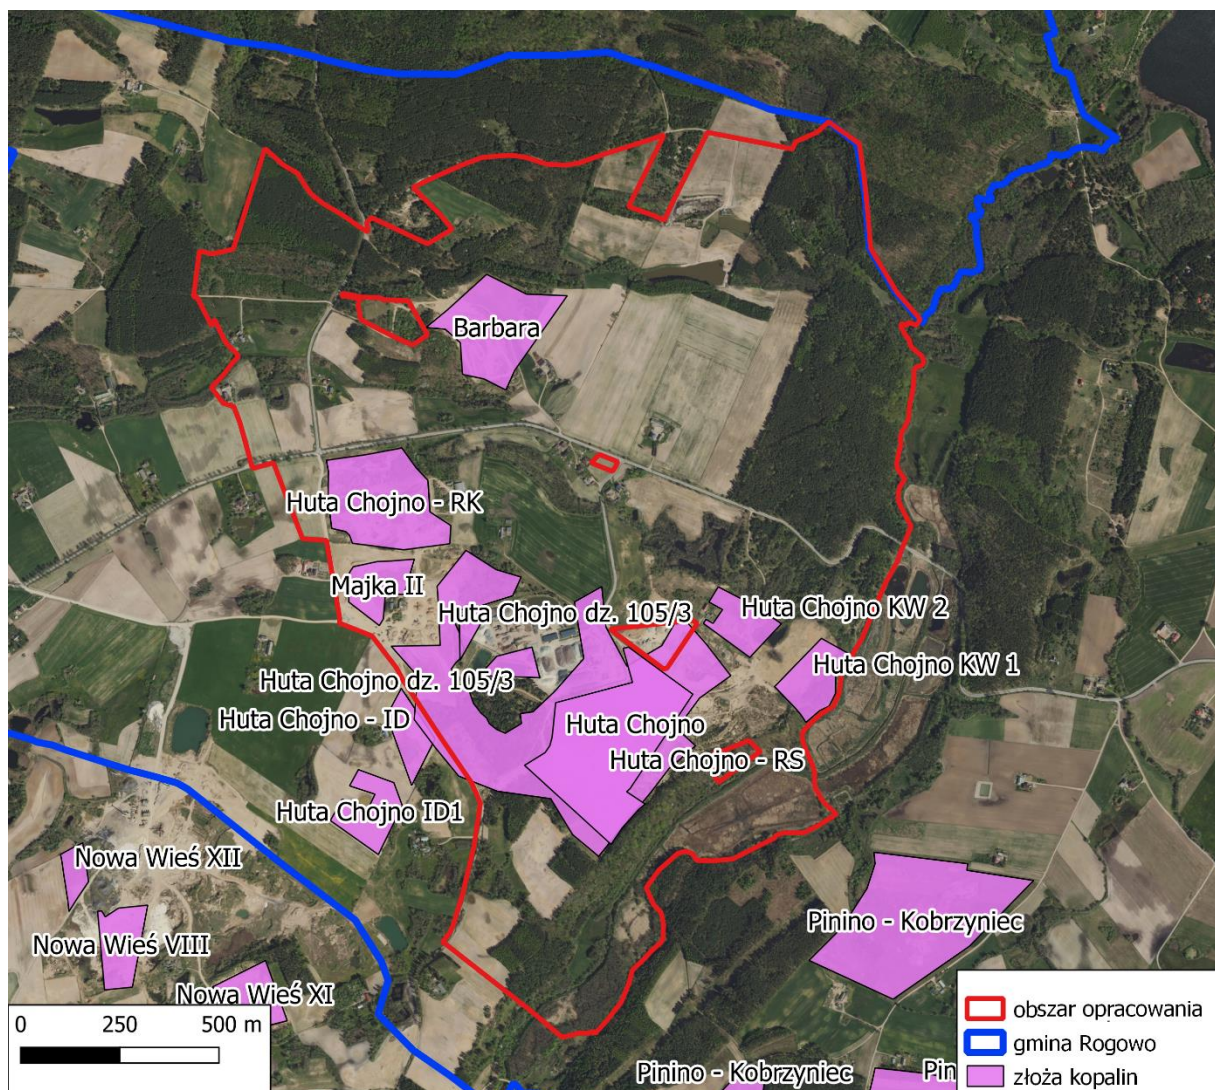 Barbara
Huta Chojno - RK
Majka II
Huta Chojno dz. 105/3
Huta Chojno KW 2
Huta Chojno KW 1
Huta Chojno dz. 105/3
Huta Chojno - ID
Huta Chojno
Huta Chojno - RS
Huta Chojno ID1
Nowa Wieś XII
Nowa Wieś VIII
Nowa Wieś XI
Pinino - Kobrzyniec
Pinino - Kobrzyniec
Pin
0 250 500 m
obszar opracowania
gmina Rogowo
złoża kopalin